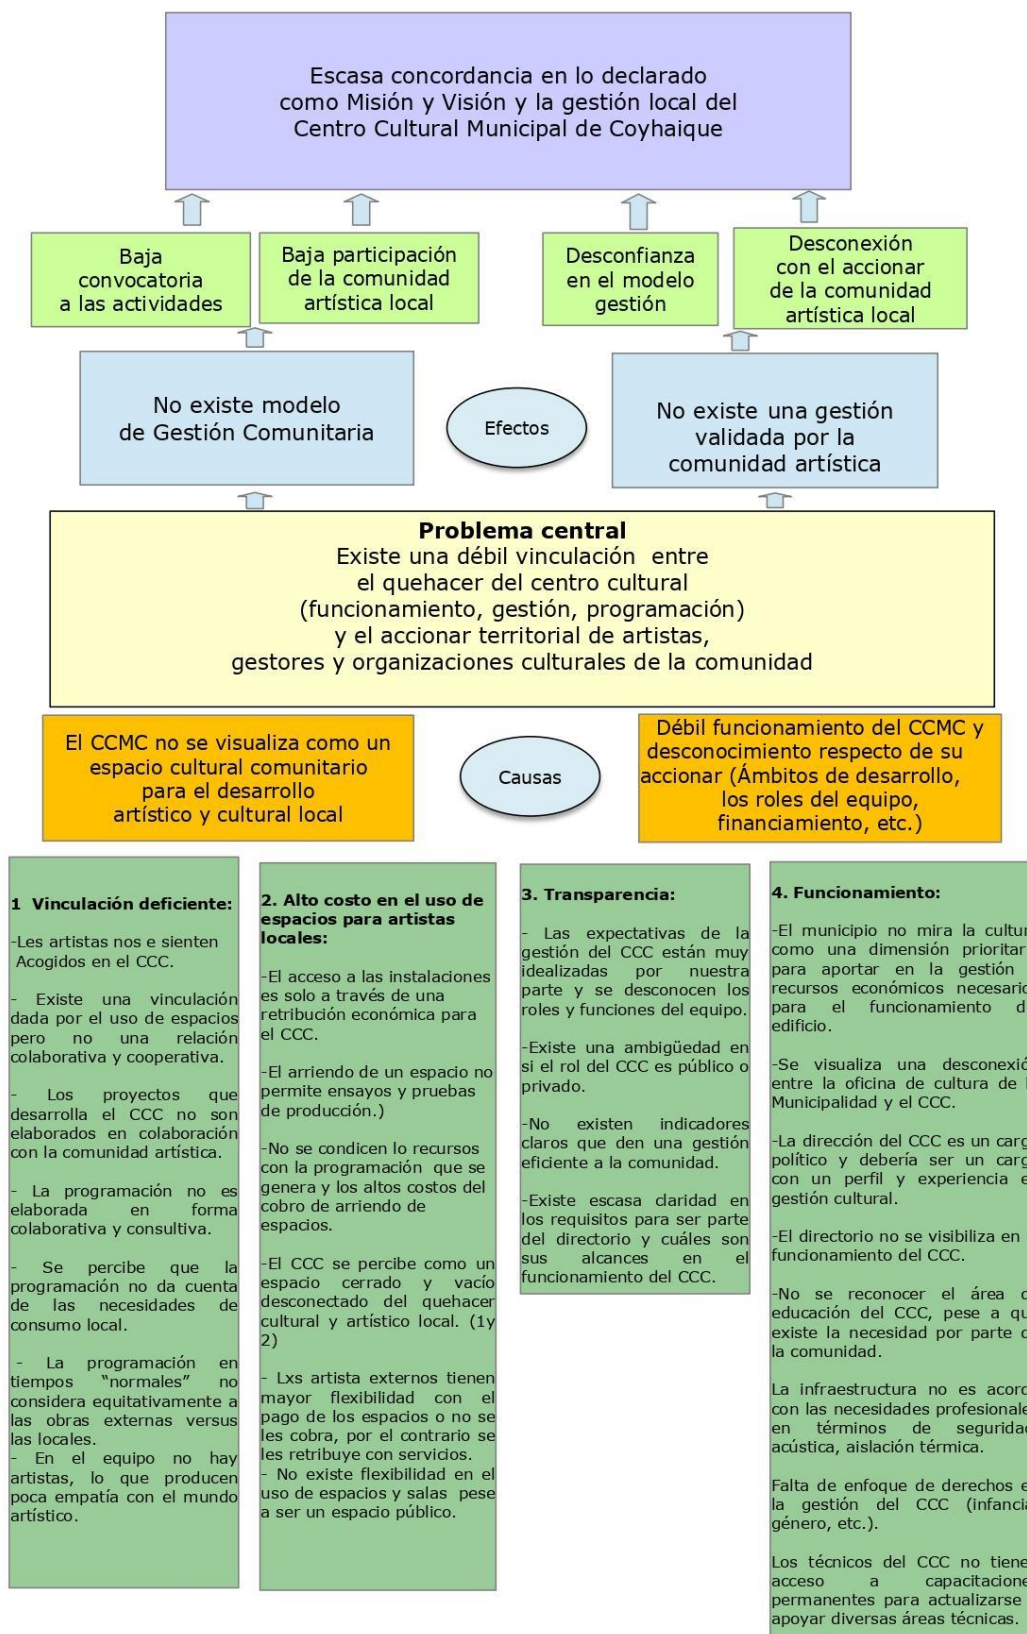 Escasa concordancia en lo declarado
como Misión y Visión y la gestión local del
Centro Cultural Municipal de Coyhaique
Baja
convocatoria
a las actividades
Baja participación
de la comunidad
artística local
Desconfianza
en el modelo
gestión
Desconexión
con el accionar
de la comunidad
artística local
No existe modelo
de Gestión Comunitaria
Efectos
No existe una gestión
validada por la
comunidad artística
Problema central
Existe una débil vinculación entre
el quehacer del centro cultural
(funcionamiento, gestión, programación)
y el accionar territorial de artistas,
gestores y organizaciones culturales de la comunidad
El CCMC no se visualiza como un
espacio cultural comunitario
para el desarrollo
artístico y cultural local
Causas
Débil funcionamiento del CCMC y
desconocimiento respecto de su
accionar (Ámbitos de desarrollo,
los roles del equipo,
financiamiento, etc.)
1 Vinculación deficiente:
-Les artistas nos e sienten
Acogidos en el CCC.
- Existe una vinculación
dada por el uso de espacios
pero no una relación
colaborativa y cooperativa.
- Los proyectos que
desarrolla el CCC no son
elaborados en colaboración
con la comunidad artística.
- La programación no es
elaborada en forma
colaborativa y consultiva.
- Se percibe que la
programación no da cuenta
de las necesidades de
consumo local.
- La programación en
tiempos “normales” no
considera equitativamente a
las obras externas versus
las locales.
- En el equipo no hay
artistas, lo que producen
poca empatía con el mundo
artístico.
2. Alto costo en el uso de
espacios para artistas
locales:
-El acceso a las instalaciones
es solo a través de una
retribución económica para
el CCC.
-El arriendo de un espacio no
permite ensayos y pruebas
de producción.)
-No se condicen lo recursos
con la programación que se
genera y los altos costos del
cobro de arriendo de
espacios.
-El CCC se percibe como un
espacio cerrado y vacío
desconectado del quehacer
cultural y artístico local. (1y
2)
- Lxs artista externos tienen
mayor flexibilidad con el
pago de los espacios o no se
les cobra, por el contrario se
les retribuye con servicios.
- No existe flexibilidad en el
uso de espacios y salas pese
a ser un espacio público.
3. Transparencia:
- Las expectativas de la
gestión del CCC están muy
idealizadas por nuestra
parte y se desconocen los
roles y funciones del equipo.
-Existe una ambigüedad en
si el rol del CCC es público o
privado.
-No existen indicadores
claros que den una gestión
eficiente a la comunidad.
-Existe escasa claridad en
los requisitos para ser parte
del directorio y cuáles son
sus alcances en el
funcionamiento del CCC.
4. Funcionamiento:
-El municipio no mira la cultura
como una dimensión
para aportar en la gestión
recursos económicos
para el funcionamiento
edificio.
-Se visualiza una
entre la oficina de cultura de
Municipalidad y el CCC.
-La dirección del CCC es un
político y debería ser un
con un perfil y experiencia
gestión cultural.
-El directorio no se visibiliza en
funcionamiento del CCC.
-No se reconocer el área
educación del CCC, pese a
existe la necesidad por parte
la comunidad.
La infraestructura no es
con las necesidades
en términos de
acústica, aislación térmica.
Falta de enfoque de derechos
la gestión del CCC
género, etc.).
Los técnicos del CCC no
acceso a
permanentes para actualizarse
apoyar diversas áreas técnicas.